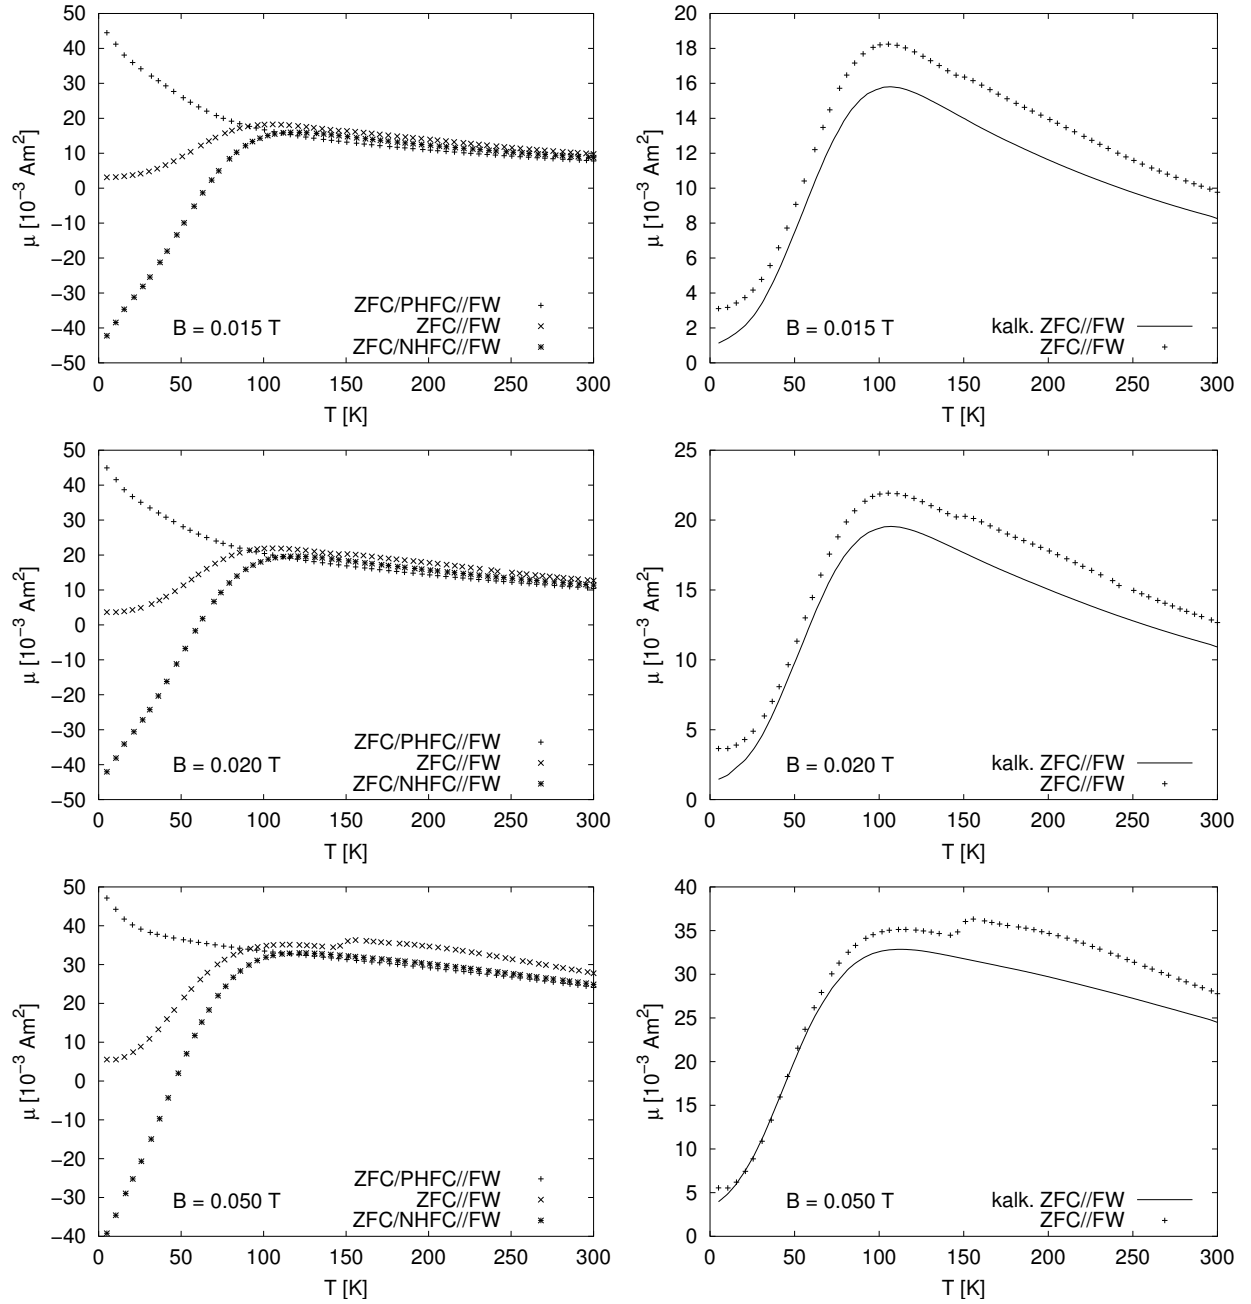 50
40
30
20
10
0
−10
−20
−30
−40
−50
μ [10⁻³ Am²]
ZFC/PHFC//FW
ZFC//FW
ZFC/NHFC//FW
B = 0.015 T
0 50 100 150 200 250 300
T [K]
20
18
16
14
12
10
8
6
4
2
0
μ [10⁻³ Am²]
kalk. ZFC//FW
ZFC//FW
B = 0.015 T
0 50 100 150 200 250 300
T [K]
50
40
30
20
10
0
−10
−20
−30
−40
−50
μ [10⁻³ Am²]
ZFC/PHFC//FW
ZFC//FW
ZFC/NHFC//FW
B = 0.020 T
0 50 100 150 200 250 300
T [K]
25
20
15
10
5
0
μ [10⁻³ Am²]
kalk. ZFC//FW
ZFC//FW
B = 0.020 T
0 50 100 150 200 250 300
T [K]
50
40
30
20
10
0
−10
−20
−30
−40
μ [10⁻³ Am²]
ZFC/PHFC//FW
ZFC//FW
ZFC/NHFC//FW
B = 0.050 T
0 50 100 150 200 250 300
T [K]
40
35
30
25
20
15
10
5
0
μ [10⁻³ Am²]
kalk. ZFC//FW
ZFC//FW
B = 0.050 T
0 50 100 150 200 250 300
T [K]